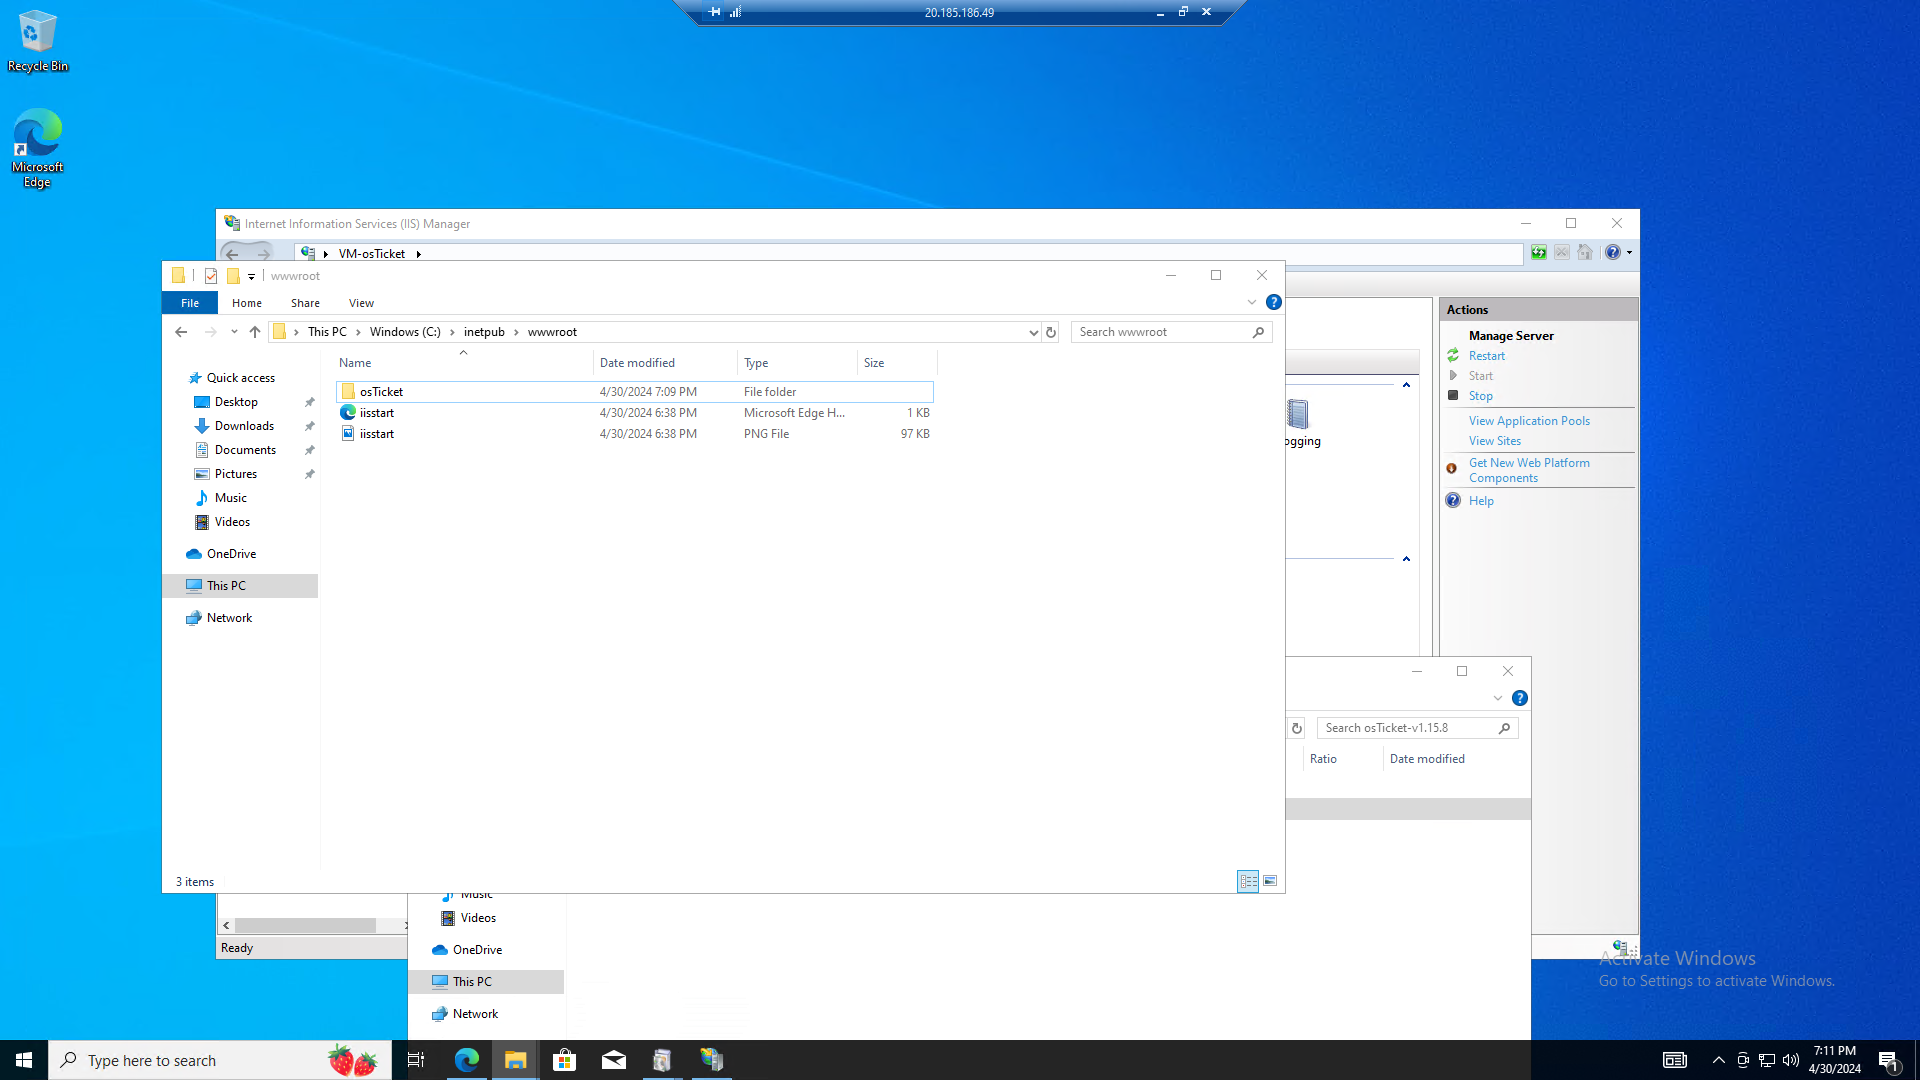 20.185.186.49
Recycle Bin
Microsoft
Edge
Internet Information Services (IIS) Manager
VM-osTicket
wwwroot
File Home Share View
This PC Windows (C:) inetpub wwwroot
Search wwwroot
Name Date modified Type Size
osTicket 4/30/2024 7:09 PM File folder
iisstart 4/30/2024 6:38 PM Microsoft Edge H... 1 KB
iisstart 4/30/2024 6:38 PM PNG File 97 KB
Quick access
Desktop
Downloads
Documents
Pictures
Music
Videos
OneDrive
This PC
Network
3 items
ogging
Actions
Manage Server
Restart
Start
Stop
View Application Pools
View Sites
Get New Web Platform
Components
Help
Search osTicket-v1.15.8
Ratio Date modified
Music
Videos
OneDrive
This PC
Network
Ready
Activate Windows
Go to Settings to activate Windows.
Type here to search
7:11 PM
4/30/2024
1